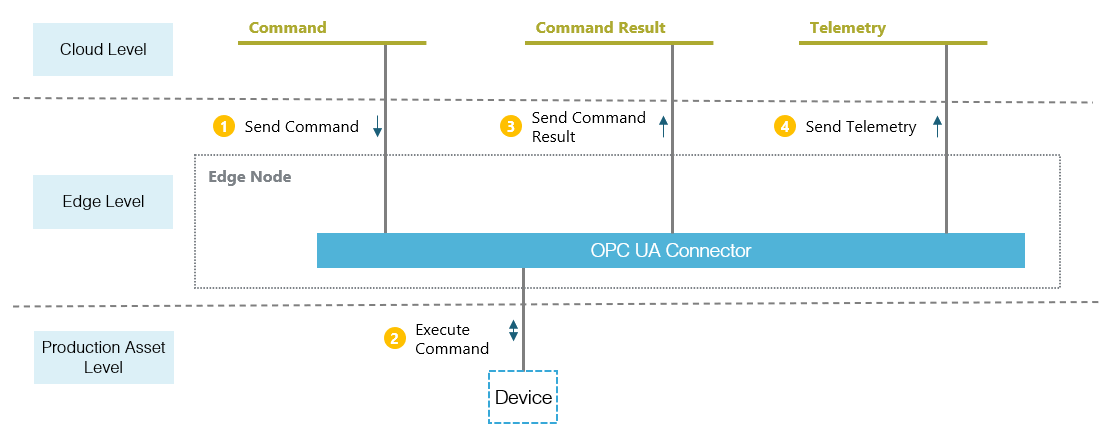 Command
Command Result
Telemetry
Cloud Level
1 Send Command
3 Send Command
Result
4 Send Telemetry
Edge Node
Edge Level
OPC UA Connector
2 Execute
Command
Production Asset
Level
Device